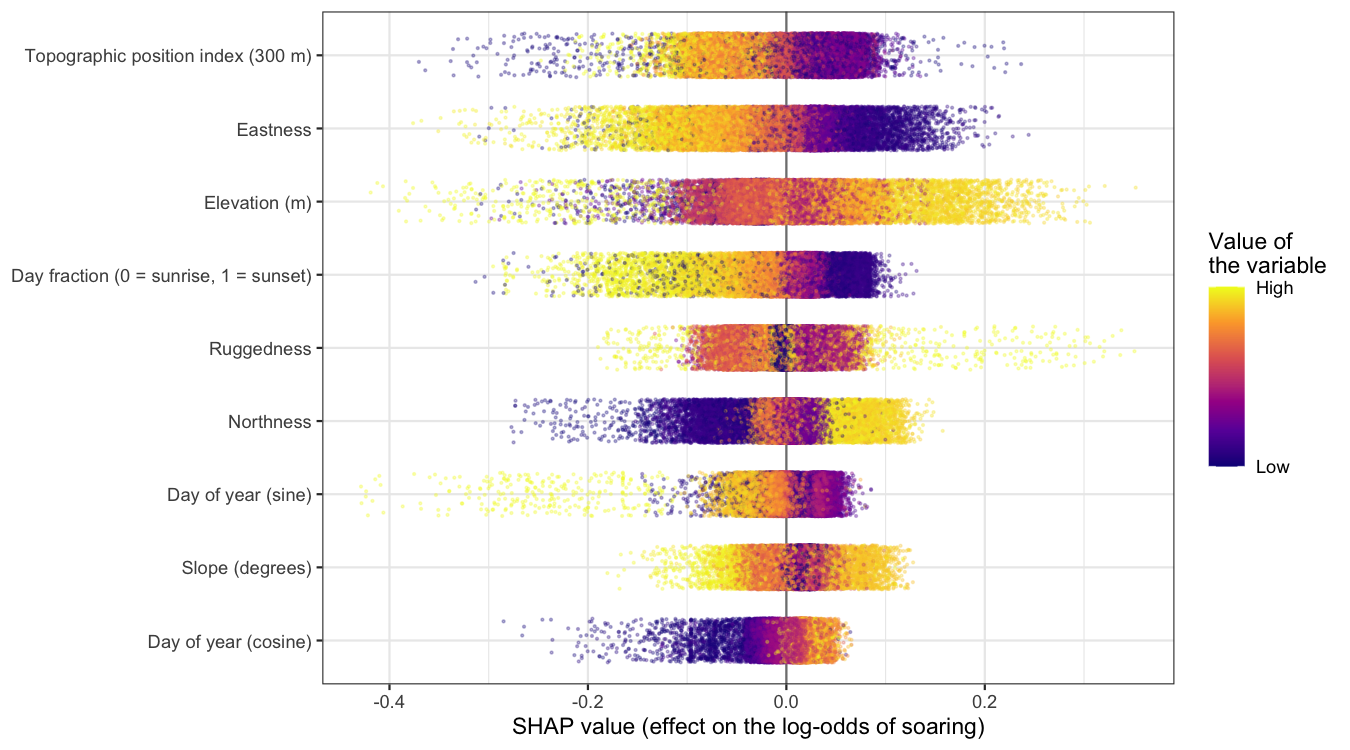 Topographic position index (300 m)
Eastness
Elevation (m)
Day fraction (0 = sunrise, 1 = sunset)
Ruggedness
Northness
Day of year (sine)
Slope (degrees)
Day of year (cosine)
-0.4
-0.2
0.0
0.2
SHAP value (effect on the log-odds of soaring)
Value of
the variable
High
Low